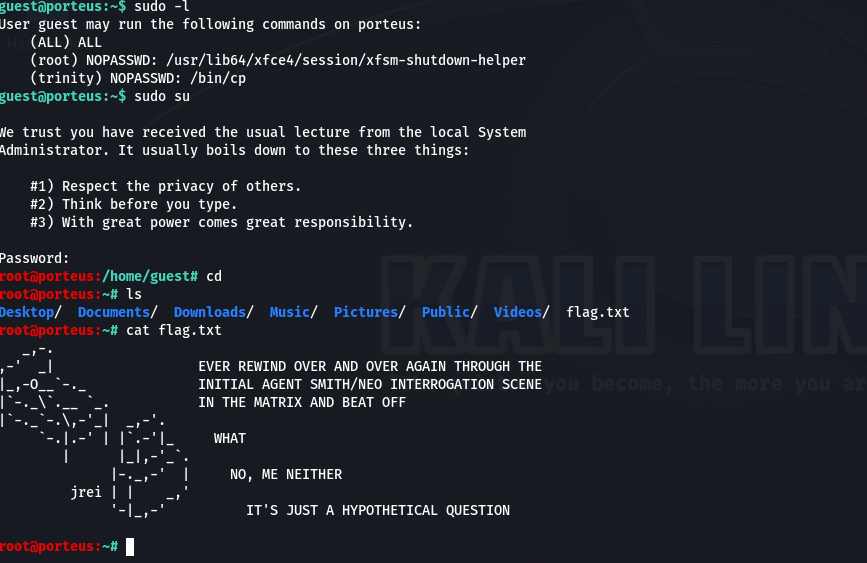 guest@porteus:~$ sudo -l
User guest may run the following commands on porteus:
    (ALL) ALL
    (root) NOPASSWD: /usr/lib64/xfce4/session/xfsm-shutdown-helper
    (trinity) NOPASSWD: /bin/cp
guest@porteus:~$ sudo su
We trust you have received the usual lecture from the local System
Administrator. It usually boils down to these three things:
    #1) Respect the privacy of others.
    #2) Think before you type.
    #3) With great power comes great responsibility.
Password:
root@porteus:/home/guest# cd
root@porteus:~# ls
Desktop/  Documents/  Downloads/  Music/  Pictures/  Public/  Videos/  flag.txt
root@porteus:~# cat flag.txt
EVER REWIND OVER AND OVER AGAIN THROUGH THE
INITIAL AGENT SMITH/NEO INTERROGATION SCENE
KALI LIN
you become, the more you are
IN THE MATRIX AND BEAT OFF
WHAT
NO, ME NEITHER
jrei
IT'S JUST A HYPOTHETICAL QUESTION
root@porteus:~#